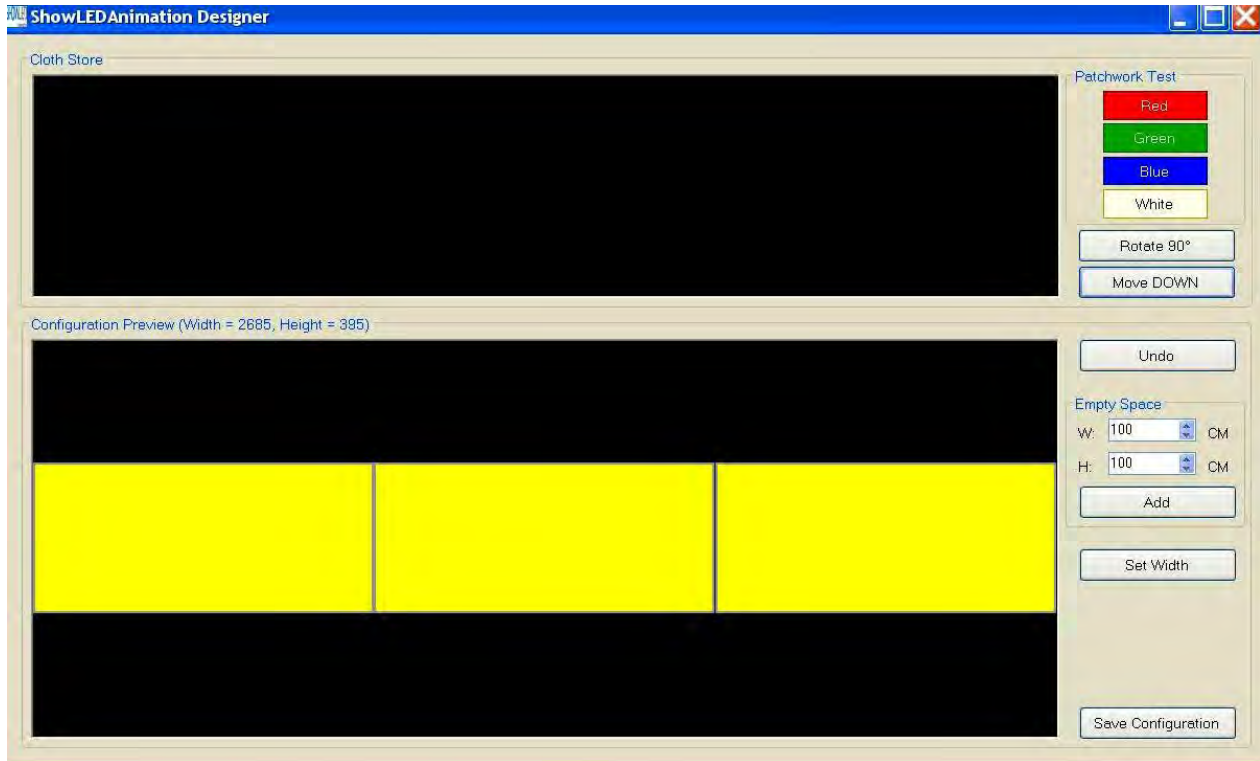 ShowLEDAnimation Designer
Cloth Store
Patchwork Test
Red
Green
Blue
White
Rotate 90°
Move DOWN
Configuration Preview (Width = 2685, Height = 395)
Undo
Empty Space
W: 100 CM
H: 100 CM
Add
Set Width
Save Configuration